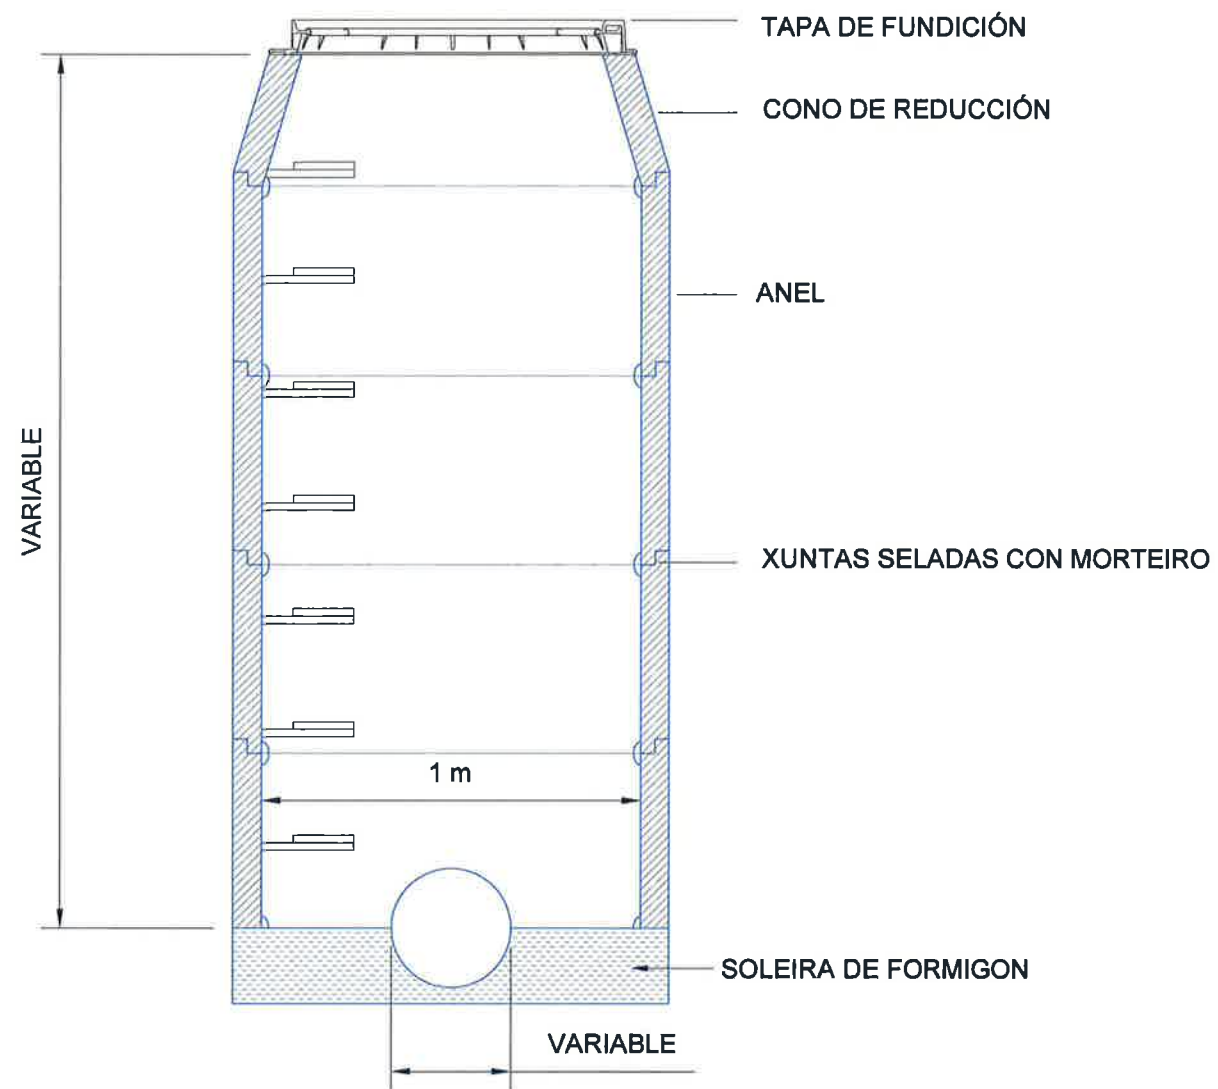 TAPA DE FUNDICIÓN
CONO DE REDUCCIÓN
ANEL
VARIABLE
XUNTAS SELADAS CON MORTEIRO
1 m
SOLEIRA DE FORMIGON
VARIABLE